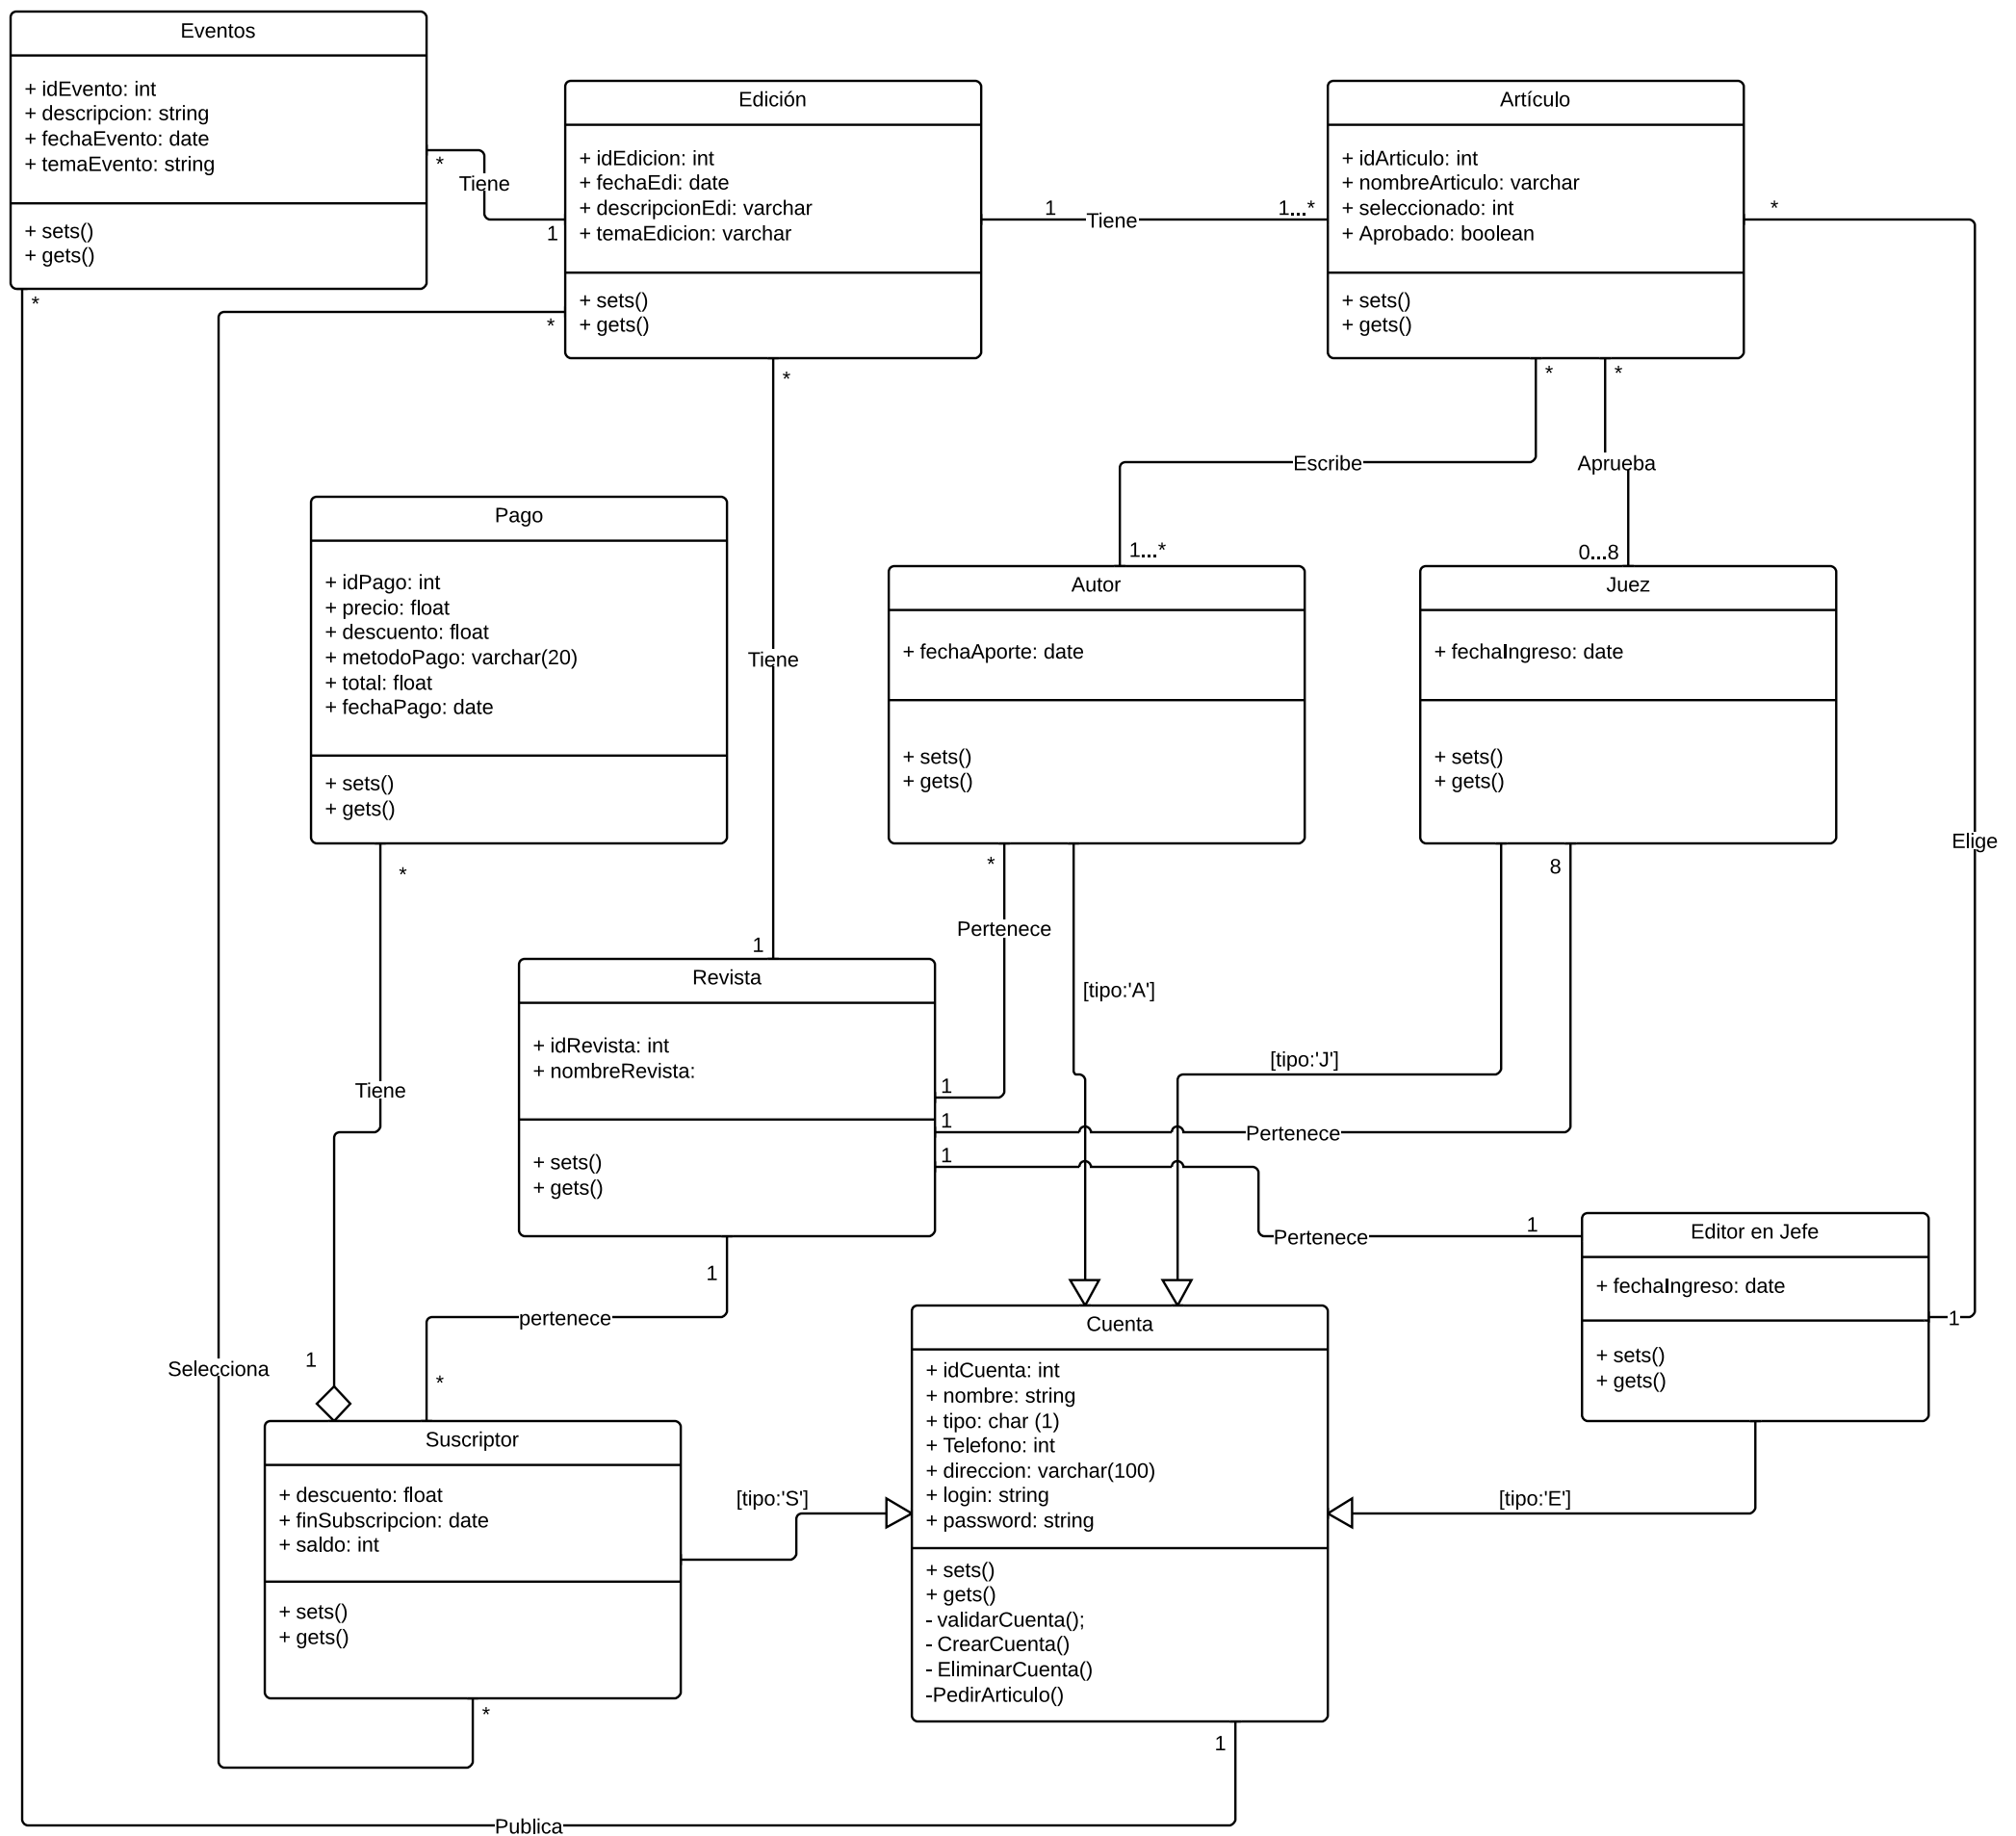 Eventos
+ idEvento: int
+ descripcion: string
+ fechaEvento: date
+ temaEvento: string
+ sets()
+ gets()
*
Tiene
1
*
Edición
+ idEdicion: int
+ fechaEdi: date
+ descripcionEdi: varchar
+ temaEdicion: varchar
+ sets()
+ gets()
*
*
1
Tiene
1...*
Artículo
+ idArticulo: int
+ nombreArticulo: varchar
+ seleccionado: int
+ Aprobado: boolean
+ sets()
+ gets()
*
*
*
Escribe
Aprueba
1...*
0...8
Pago
+ idPago: int
+ precio: float
+ descuento: float
+ metodoPago: varchar(20)
+ total: float
+ fechaPago: date
+ sets()
+ gets()
*
Tiene
Autor
+ fechaAporte: date
+ sets()
+ gets()
*
Juez
+ fechaIngreso: date
+ sets()
+ gets()
8
Elige
Pertenece
1
[tipo:'A']
[tipo:'J']
Revista
+ idRevista: int
+ nombreRevista:
+ sets()
+ gets()
Tiene
1
1
1
Pertenece
Pertenece
1
1
pertenece
1
*
Selecciona
Editor en Jefe
+ fechaIngreso: date
+ sets()
+ gets()
1
Suscriptor
+ descuento: float
+ finSubscripcion: date
+ saldo: int
+ sets()
+ gets()
*
[tipo:'S']
Cuenta
+ idCuenta: int
+ nombre: string
+ tipo: char (1)
+ Telefono: int
+ direccion: varchar(100)
+ login: string
+ password: string
+ sets()
+ gets()
- validarCuenta();
- CrearCuenta()
- EliminarCuenta()
-PedirArticulo()
[tipo:'E']
1
Publica